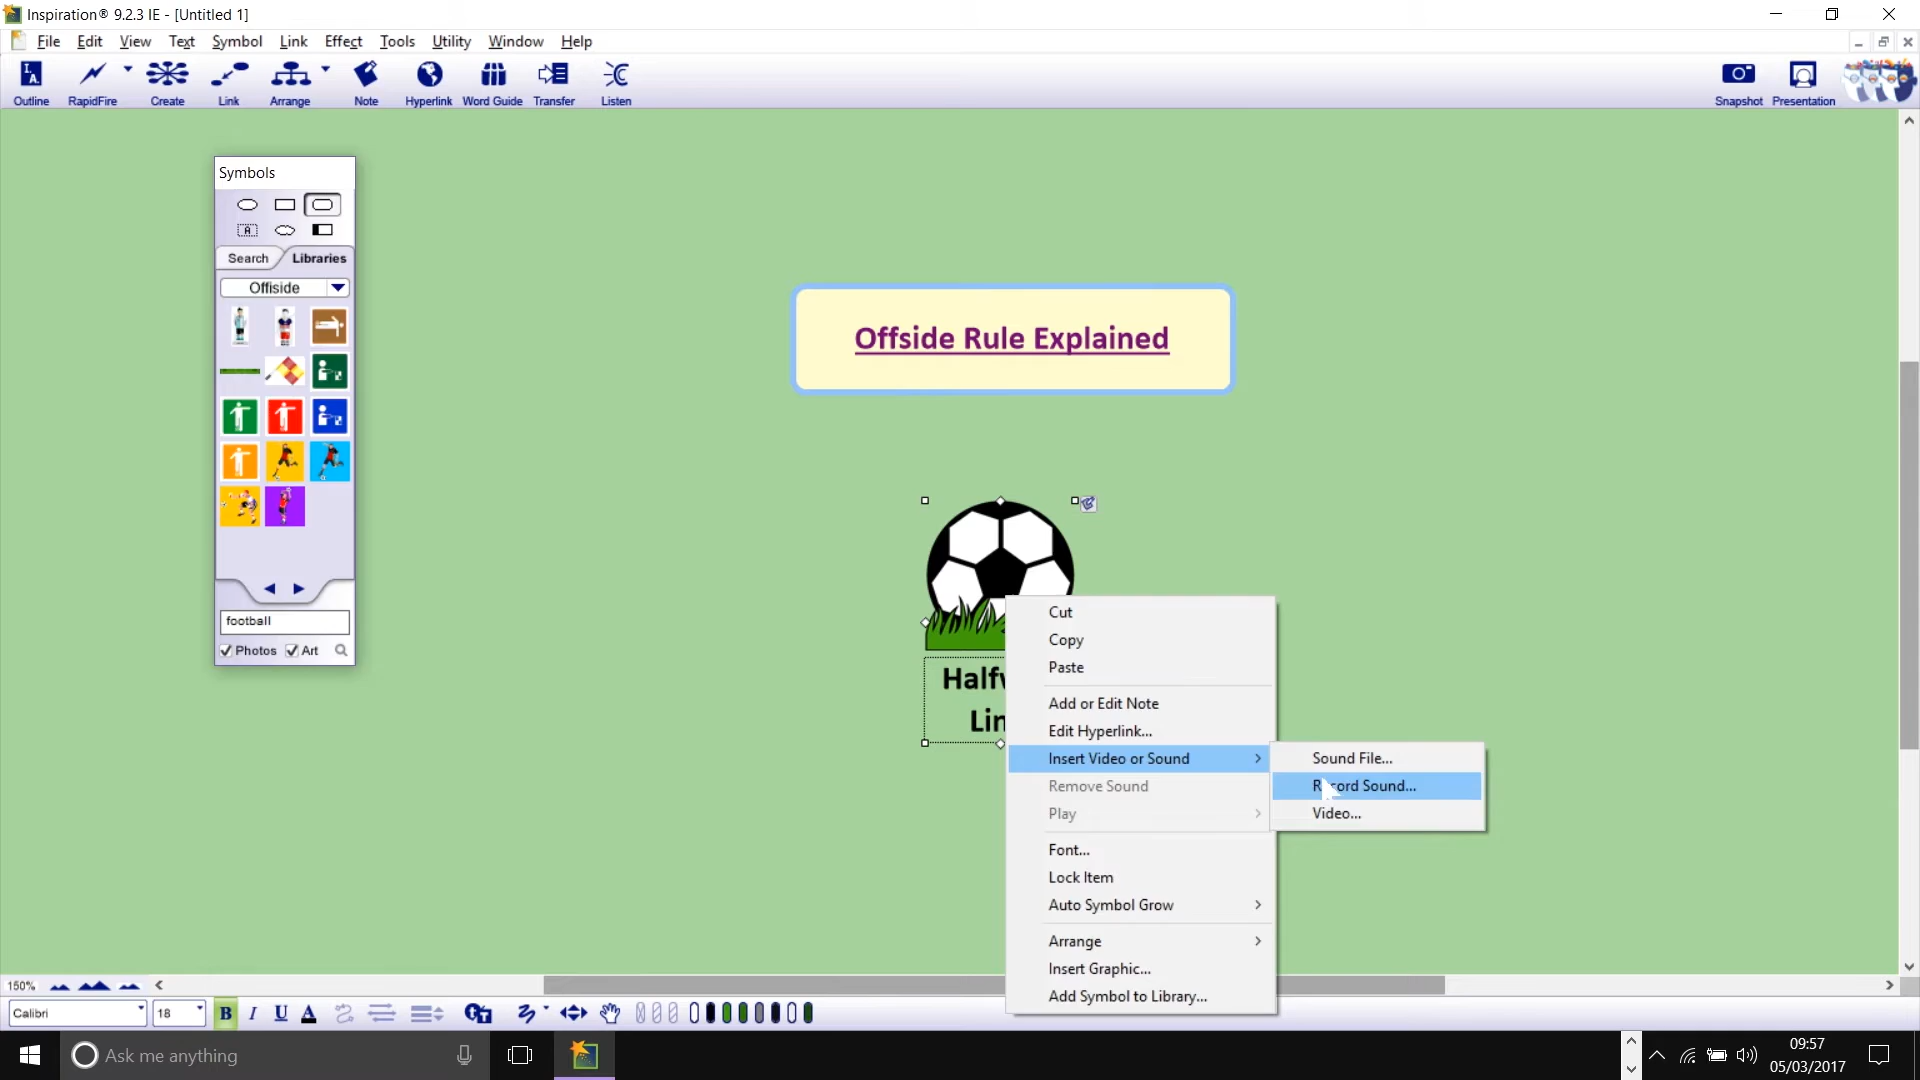 Inspiration® 9.2.3 IE - [Untitled 1]
File Edit View Text Symbol Link Effect Tools Utility Window Help
Outline RapidFire Create Link Arrange Note Hyperlink Word Guide Transfer Listen Snapshot Presentation
Symbols
A
Search Libraries
Offiside
football
Photos Art
Offside Rule Explained
Cut
Copy
Paste
Add or Edit Note
Edit Hyperlink...
Insert Video or Sound
Remove Sound
Play
Font...
Lock Item
Auto Symbol Grow
Arrange
Insert Graphic...
Add Symbol to Library...
Sound File...
Record Sound...
Video...
150%
Calibri 18 B I U A
Ask me anything
09:57
05/03/2017